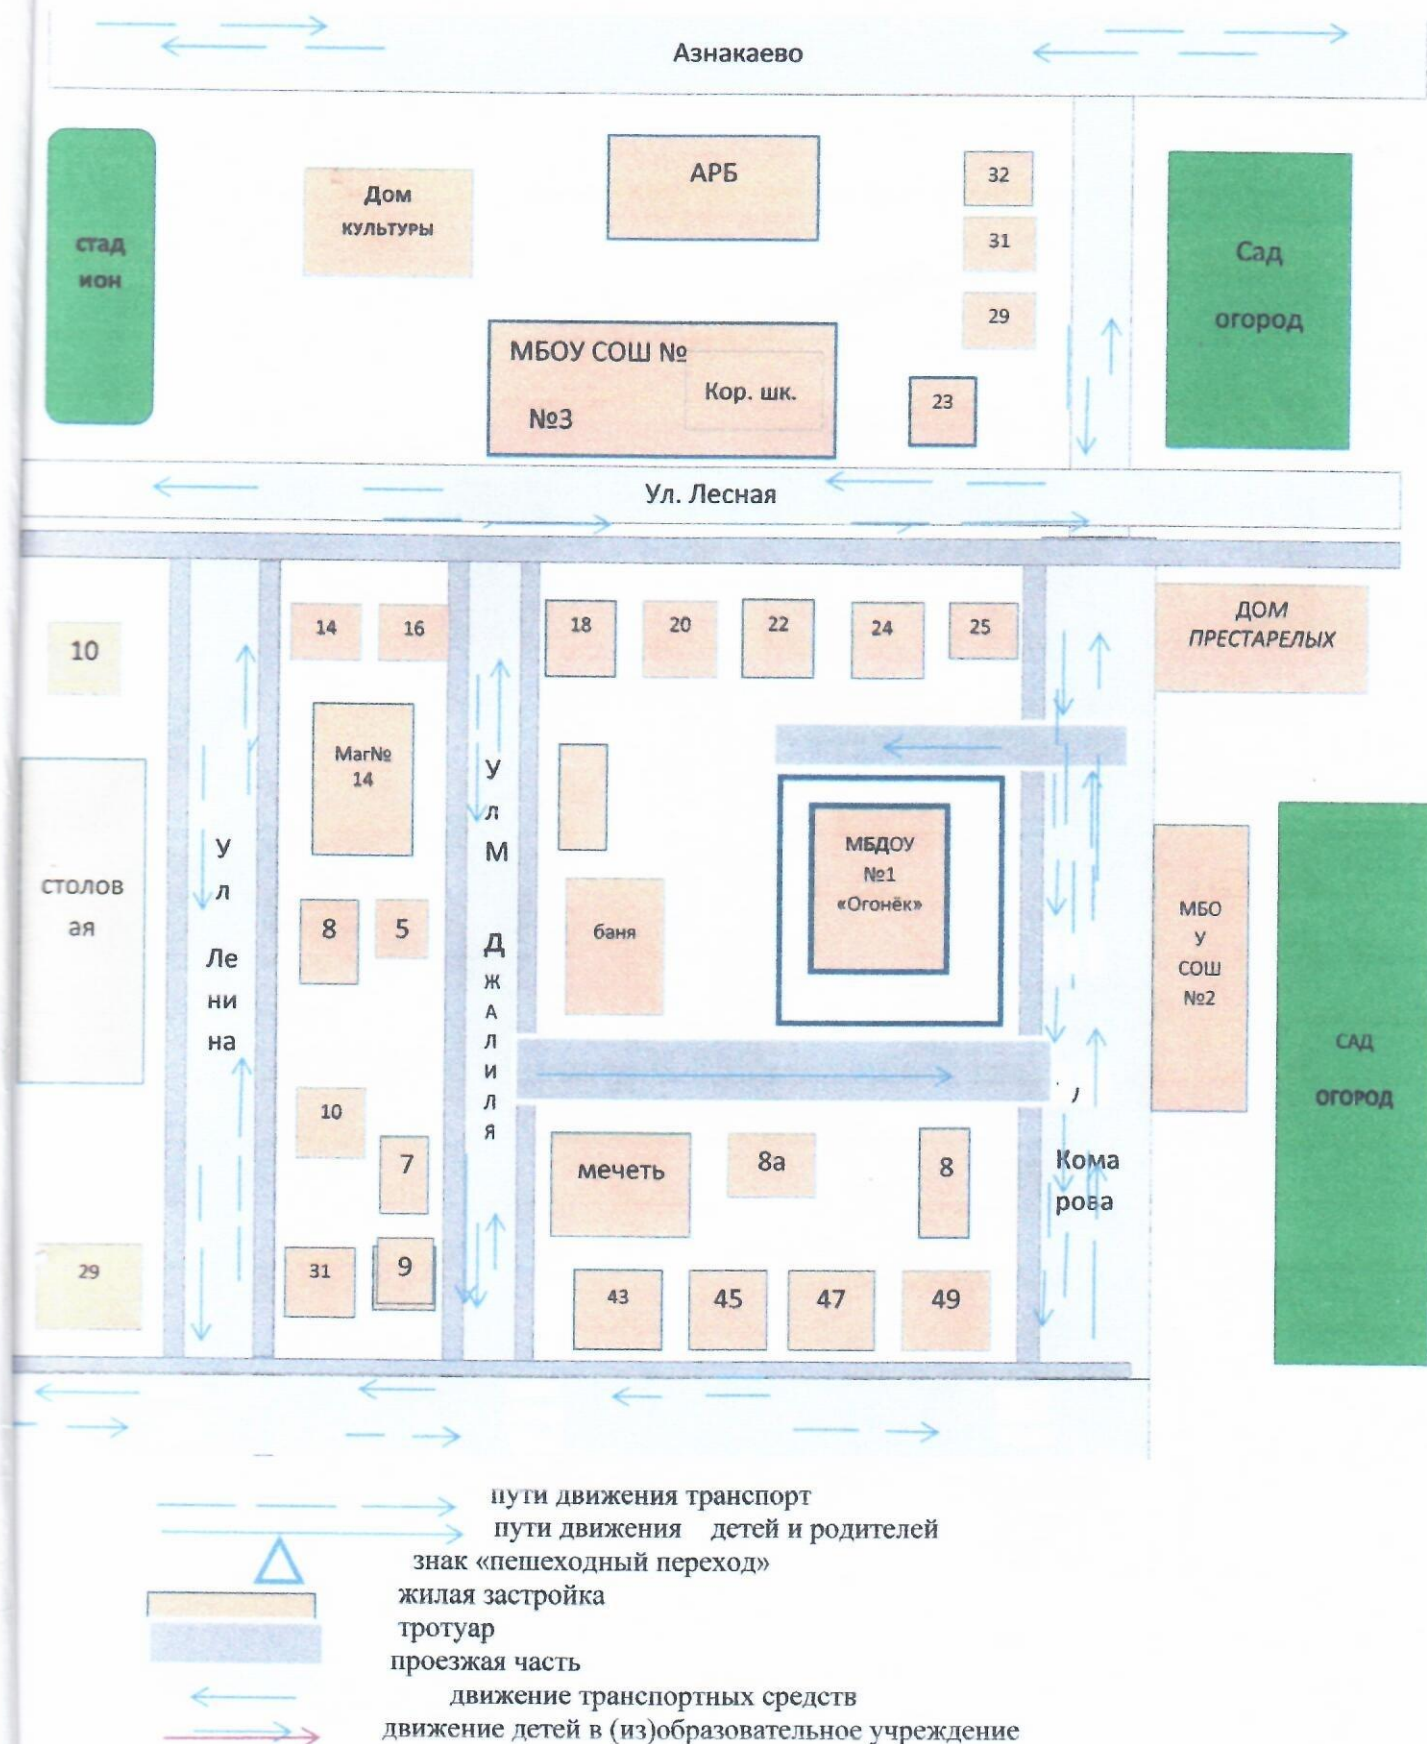 Азнакаево
стад
ион
Дом
КУЛЬТУРЫ
АРБ
32
31
29
23
Сад
огород
МБОУ СОШ №
Кор. шк.
№3
Ул. Лесная
10
14
16
18
20
22
24
25
ДОМ
ПРЕСТАРЕЛЫХ
Маг№
14
столов
ая
У
л
Ле
ни
на
8
5
У
л
М
Д
Ж
А
Л
И
Л
Я
баня
МБДОУ
№1
«Огонёк»
МБО
У
СОШ
№2
САД
ОГОРОД
10
7
мечеть
8а
8
Кома
рова
29
31
9
43
45
47
49
пути движения транспорт
пути движения детей и родителей
знак «пешеходный переход»
жилая застройка
тротуар
проезжая часть
движение транспортных средств
движение детей в (из)образовательное учреждение